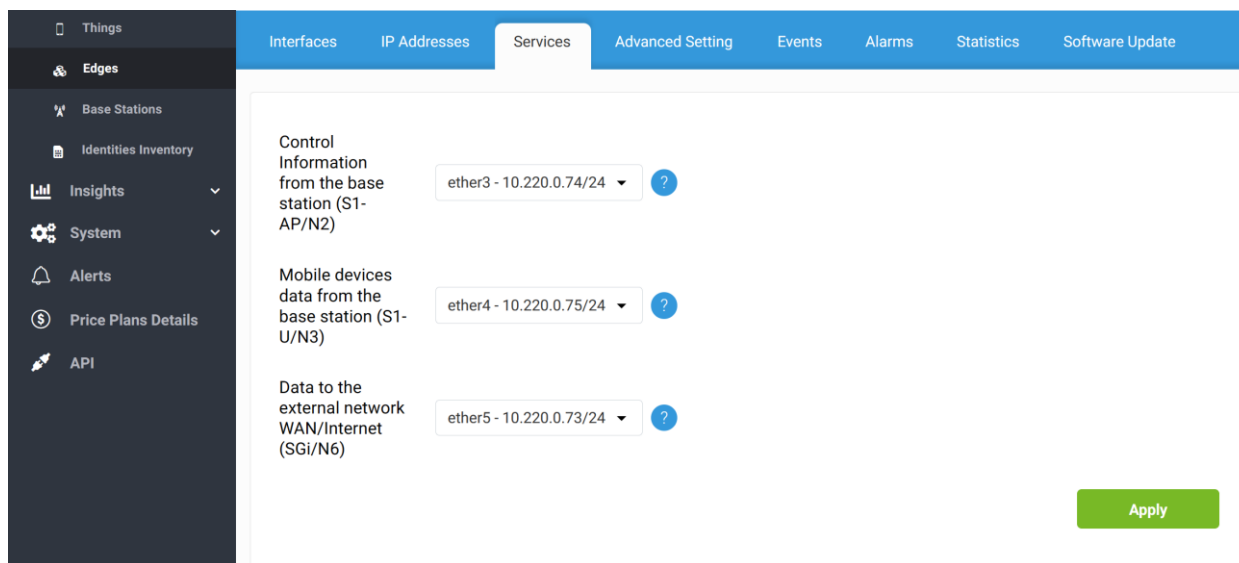 Things
Edges
Base Stations
Identities Inventory
Insights
System
Alerts
Price Plans Details
API
Interfaces
IP Addresses
Services
Advanced Setting
Events
Alarms
Statistics
Software Update
Control
Information
from the base
station (S1-
AP/N2)
ether3 - 10.220.0.74/24
?
Mobile devices
data from the
base station (S1-
U/N3)
ether4 - 10.220.0.75/24
?
Data to the
external network
WAN/Internet
(SGi/N6)
ether5 - 10.220.0.73/24
?
Apply